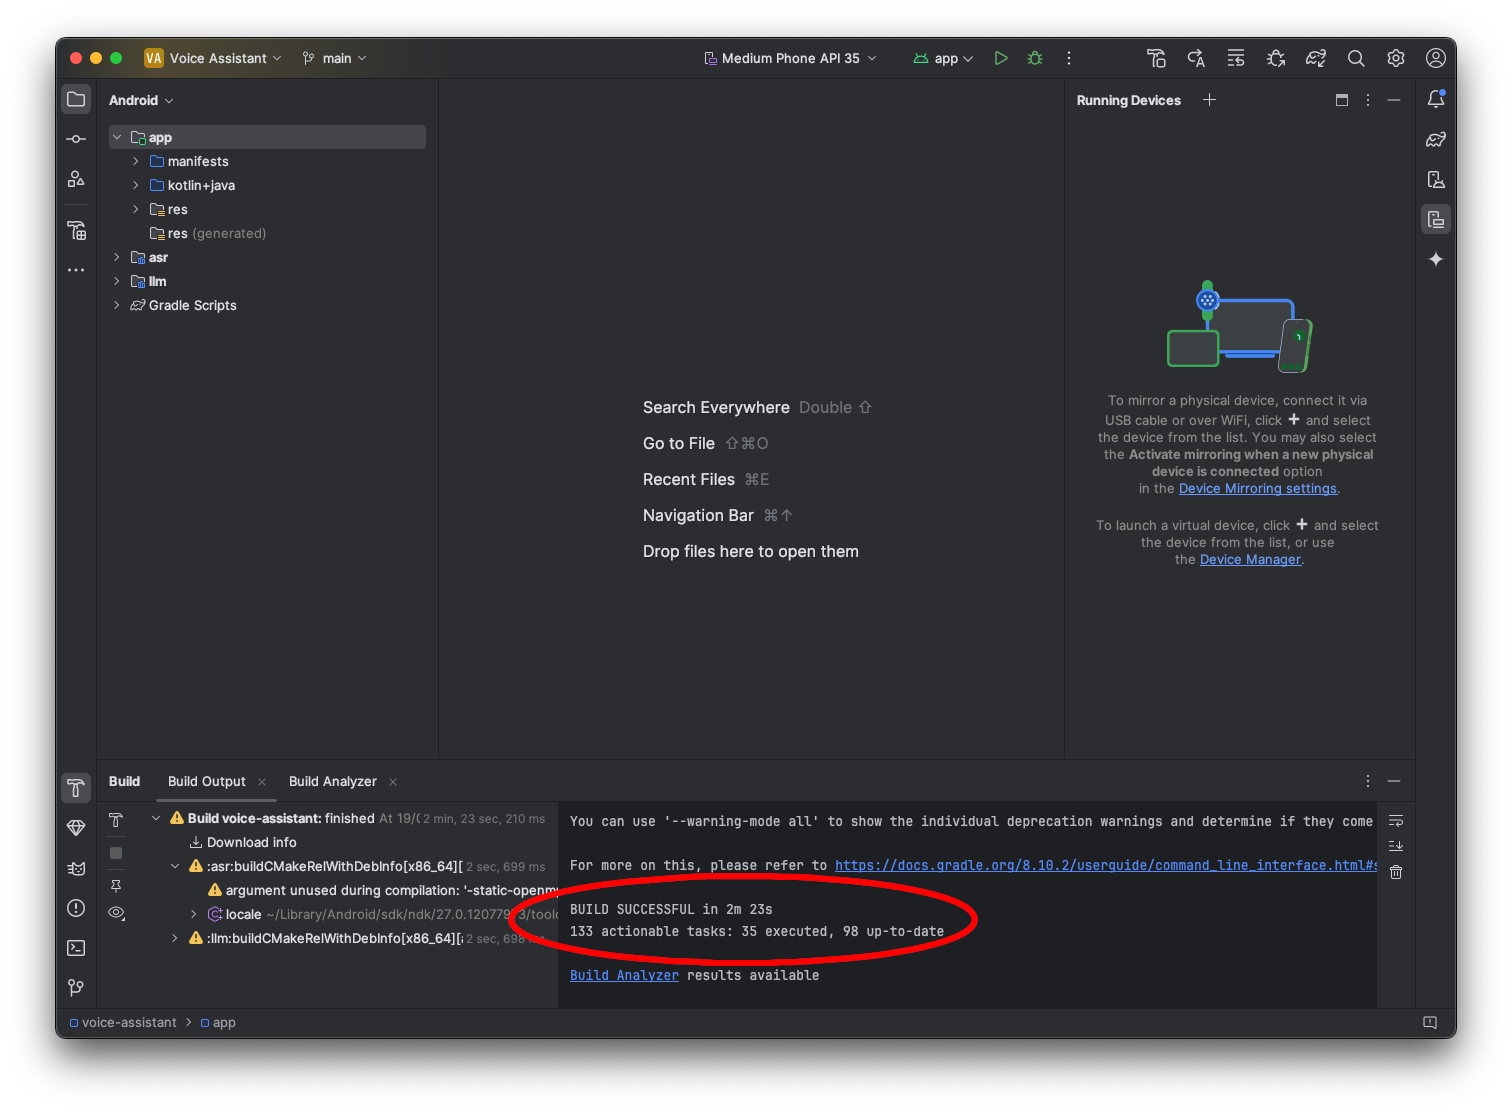 VA Voice Assistant main Medium Phone API 35 app
Android
app
manifests
kotlin+java
res
res (generated)
asr
llm
Gradle Scripts
Search Everywhere Double ⇧
Go to File ⇧⌘O
Recent Files ⌘E
Navigation Bar ⌘↑
Drop files here to open them
Running Devices
To mirror a physical device, connect it via
USB cable or over WiFi, click + and select
the device from the list. You may also select
the Activate mirroring when a new physical
device is connected option
in the Device Mirroring settings.
To launch a virtual device, click + and select
the device from the list, or use
the Device Manager.
Build Build Output Build Analyzer
Build voice-assistant: finished At 19/0 2 min, 23 sec, 210 ms
Download info
:asr:buildCMakeRelWithDebInfo[x86_64][ 2 sec, 699 ms
argument unused during compilation: '-static-openm
locale ~/Library/Android/sdk/ndk/27.0.12077973/toolc
:llm:buildCMakeRelWithDebInfo[x86_64][a 2 sec, 698 ms
You can use '--warning-mode all' to show the individual deprecation warnings and determine if they come
For more on this, please refer to https://docs.gradle.org/8.10.2/userguide/command_line_interface.html#s
BUILD SUCCESSFUL in 2m 23s
133 actionable tasks: 35 executed, 98 up-to-date
Build Analyzer results available
voice-assistant > app